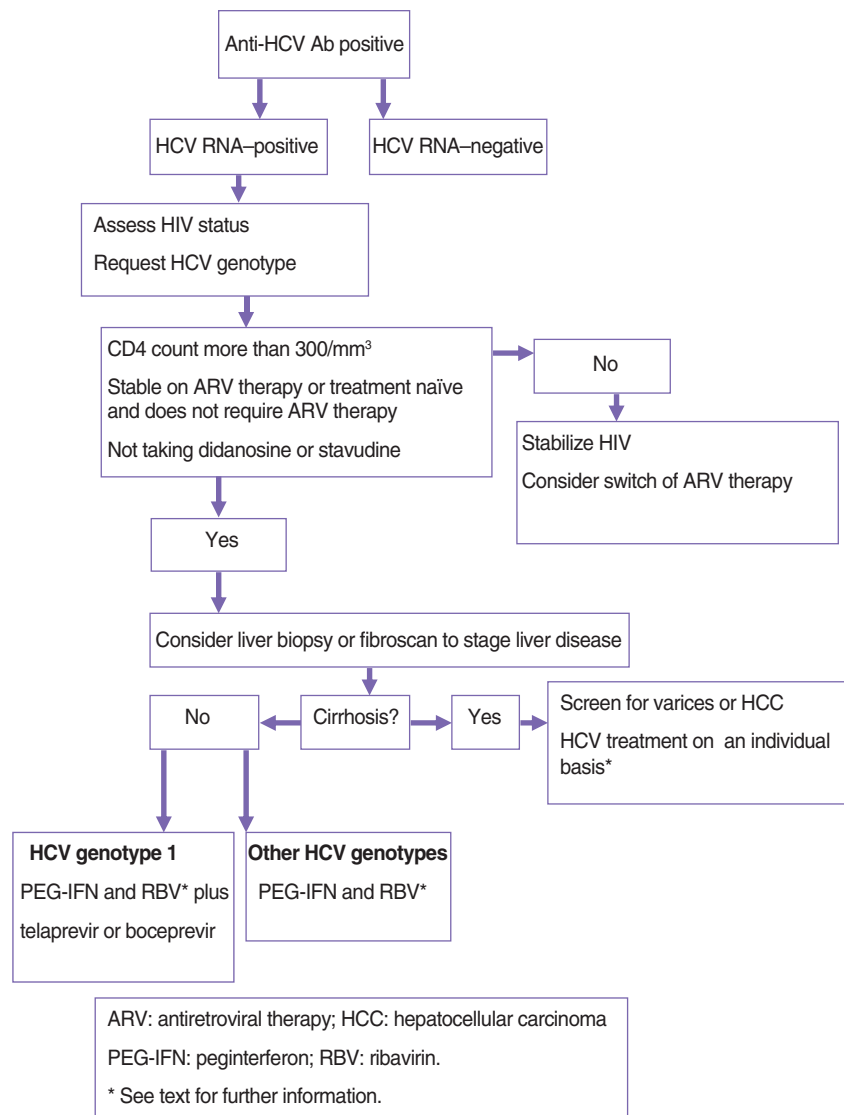 Anti-HCV Ab positive
HCV RNA–positive
HCV RNA–negative
Assess HIV status
Request HCV genotype
CD4 count more than 300/mm³
Stable on ARV therapy or treatment naïve
and does not require ARV therapy
Not taking didanosine or stavudine
No
Stabilize HIV
Consider switch of ARV therapy
Yes
Consider liver biopsy or fibroscan to stage liver disease
No
Cirrhosis?
Yes
Screen for varices or HCC
HCV treatment on an individual
basis*
HCV genotype 1
PEG-IFN and RBV* plus
telaprevir or boceprevir
Other HCV genotypes
PEG-IFN and RBV*
ARV: antiretroviral therapy; HCC: hepatocellular carcinoma
PEG-IFN: peginterferon; RBV: ribavirin.
* See text for further information.